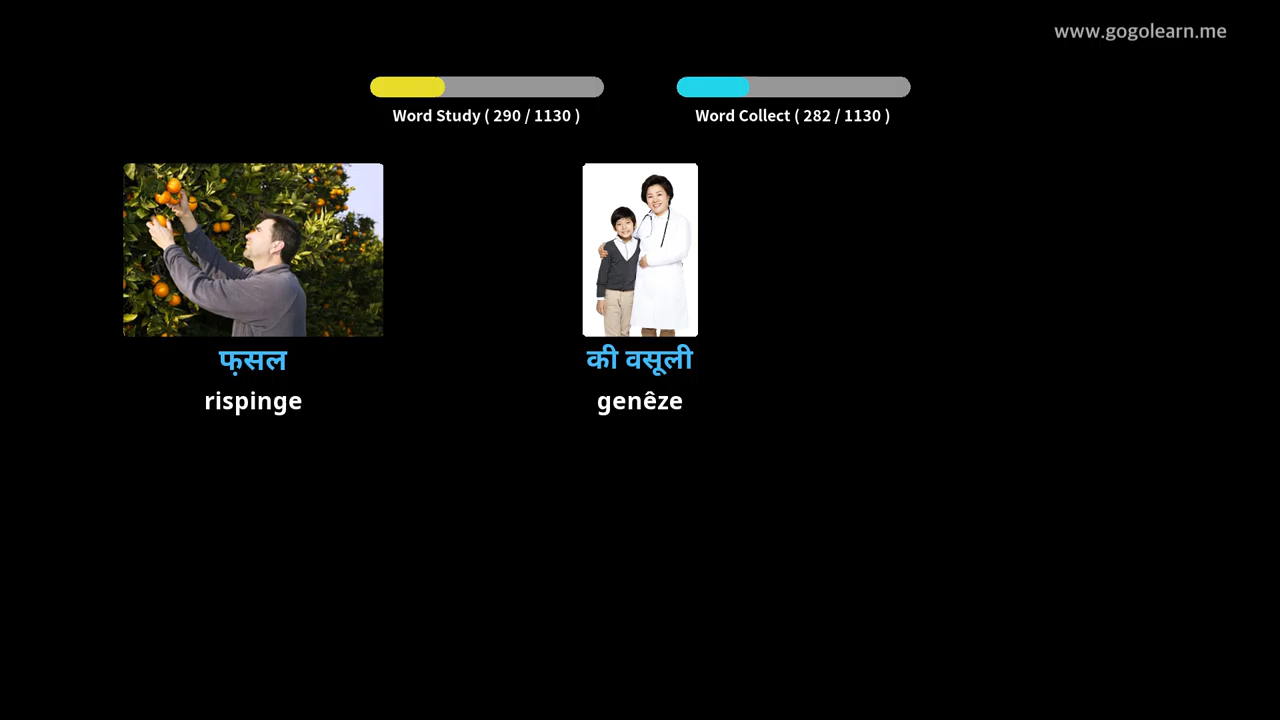 www.gogolearn.me
Word Study ( 290 / 1130 )
Word Collect ( 282 / 1130 )
फ़सल
rispinge
की वसूली
genêze